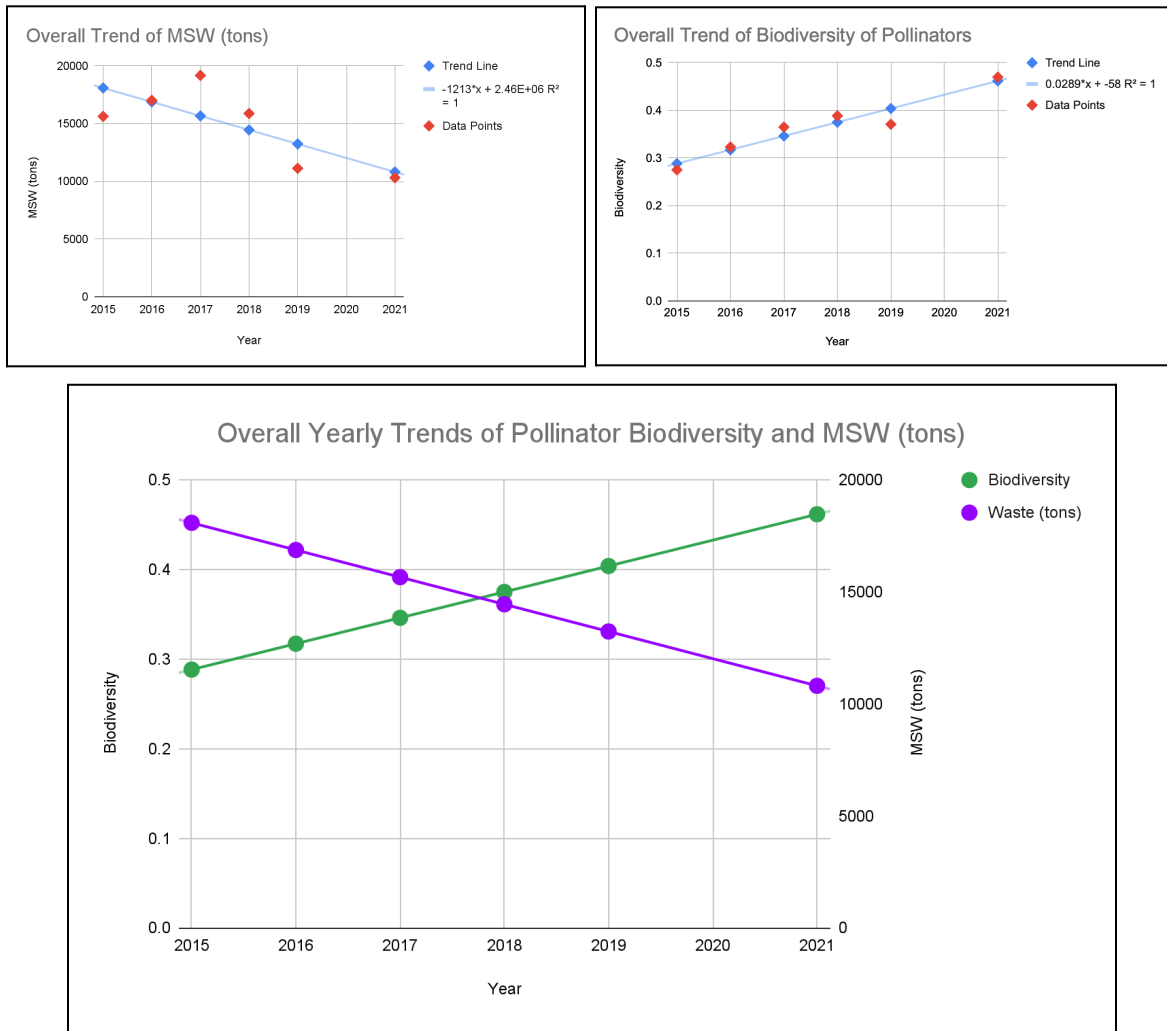 Overall Trend of MSW (tons)
20000
15000
10000
5000
0
MSW (tons)
2015 2016 2017 2018 2019 2020 2021
Year
Trend Line
-1213*x + 2.46E+06 R²
= 1
Data Points
Overall Trend of Biodiversity of Pollinators
0.5
0.4
0.3
0.2
0.1
0.0
Biodiversity
2015 2016 2017 2018 2019 2020 2021
Year
Trend Line
0.0289*x + -58 R² = 1
Data Points
Overall Yearly Trends of Pollinator Biodiversity and MSW (tons)
0.5
0.4
0.3
0.2
0.1
0.0
Biodiversity
2015 2016 2017 2018 2019 2020 2021
Year
20000
15000
10000
5000
0
MSW (tons)
Biodiversity
Waste (tons)